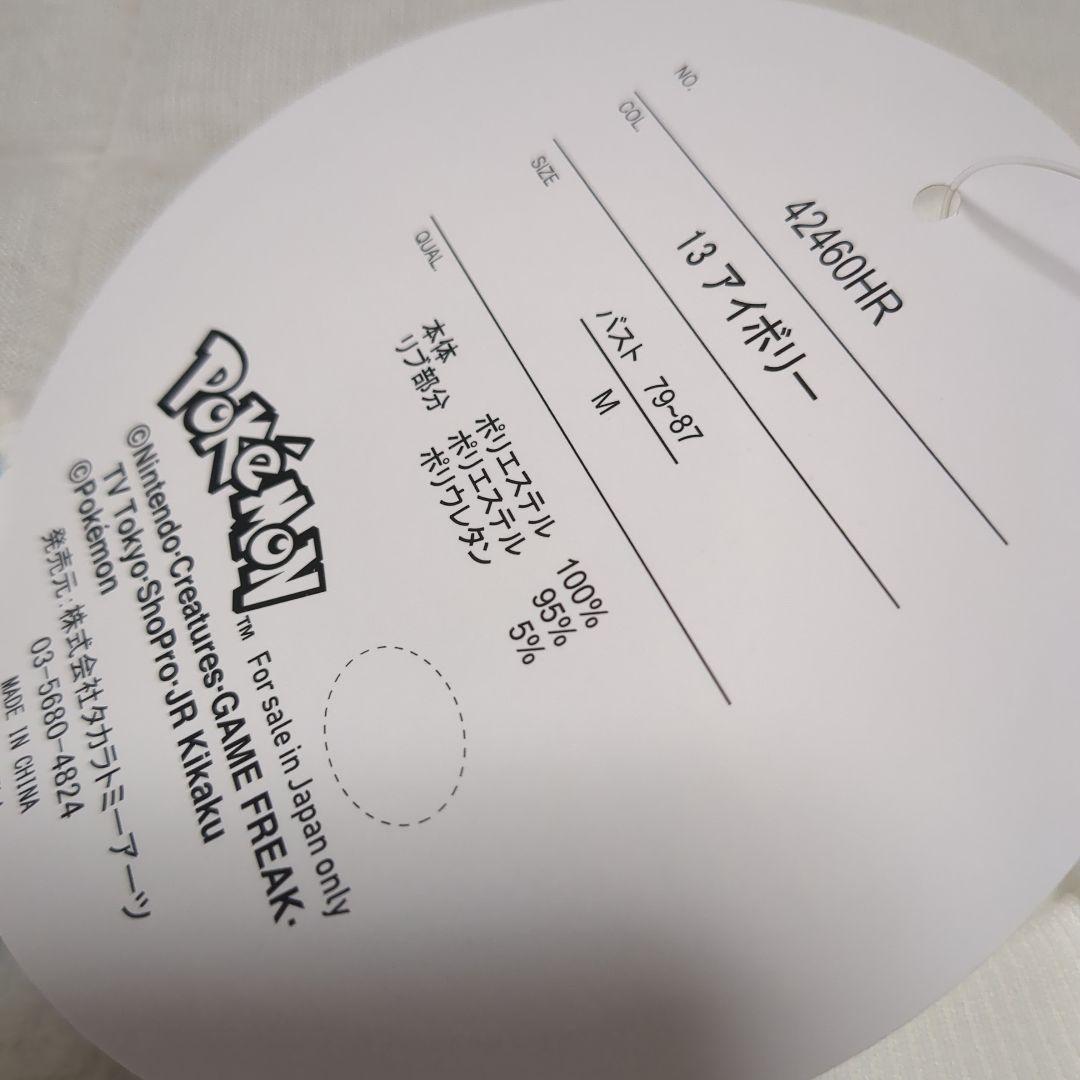 NO.
42460HR
COL.
13 アイボリー
SIZE
バスト 79~87
M
QUAL.
本体 ポリエステル 100%
リブ部分 ポリエステル 95%
ポリウレタン 5%
POKéMON™ For sale in Japan only
©Nintendo·Creatures·GAME FREAK·
TV Tokyo·ShoPro·JR Kikaku
©Pokémon
発売元:株式会社タカラトミーアーツ
03-5680-4824
MADE IN CHINA